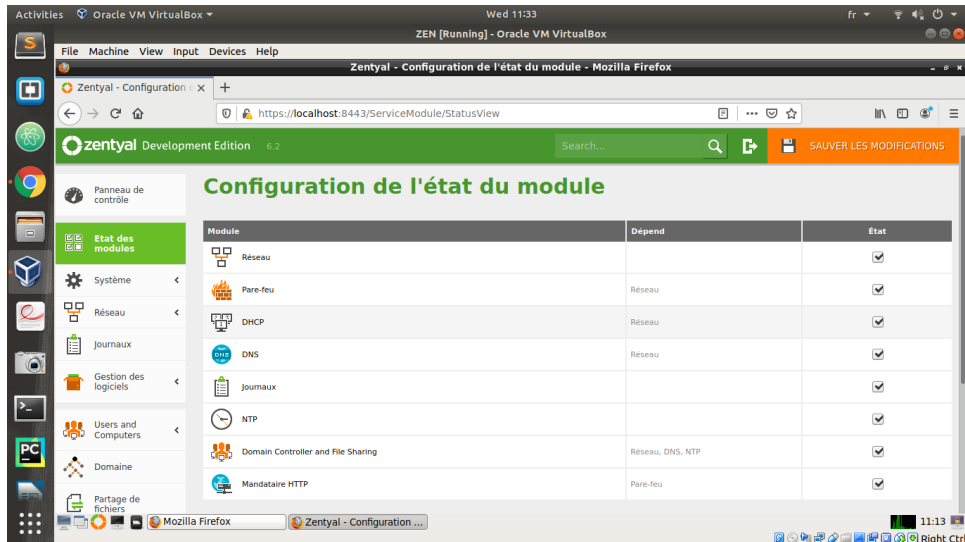 Activities Oracle VM VirtualBox Wed 11:33 fr
ZEN [Running] - Oracle VM VirtualBox
File Machine View Input Devices Help
Zentyal - Configuration de l'état du module - Mozilla Firefox
Zentyal - Configuration
https://localhost:8443/ServiceModule/StatusView
zentyal Development Edition 6.2 Search... SAUVER LES MODIFICATIONS
Panneau de
contrôle
Etat des
modules
Système
Réseau
Journaux
Gestion des
logiciels
Users and
Computers
Domaine
Partage de
fichiers
Configuration de l'état du module
Module Dépend État
Réseau
Pare-feu Réseau
DHCP Réseau
DNS DNS Réseau
Journaux
NTP
Domain Controller and File Sharing Réseau, DNS, NTP
Mandataire HTTP Pare-feu
Mozilla Firefox Zentyal - Configuration ... 11:13
Right Ctrl
S
PC